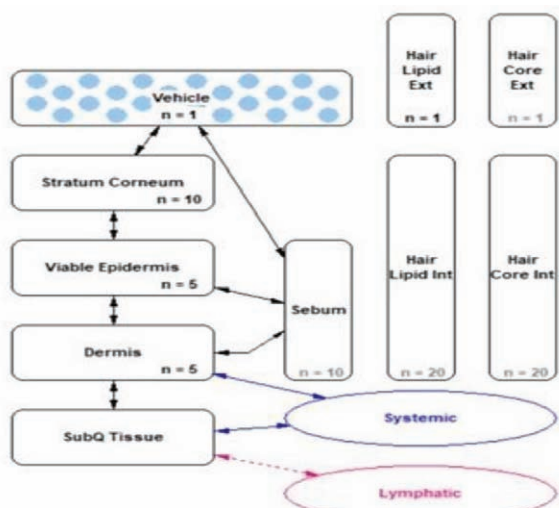 Vehicle
n = 1
Hair
Lipid
Ext
n = 1
Hair
Core
Ext
n = 1
Stratum Corneum
n = 10
Viable Epidermis
n = 5
Dermis
n = 5
SubQ Tissue
Sebum
n = 10
Hair
Lipid Int
n = 20
Hair
Core Int
n = 20
Systemic
Lymphatic